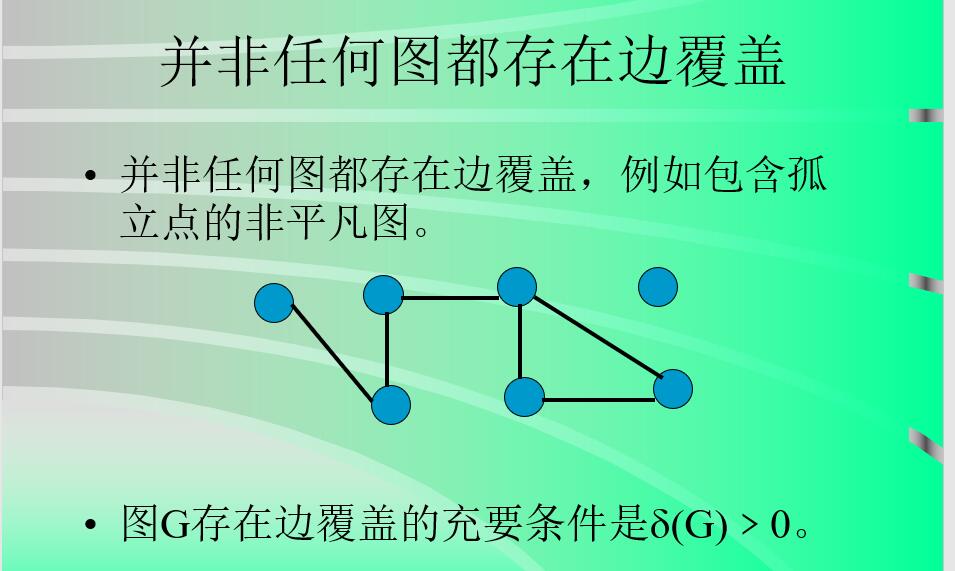 并非任何图都存在边覆盖
• 并非任何图都存在边覆盖，例如包含孤
立点的非平凡图。
• 图G存在边覆盖的充要条件是δ(G) > 0。